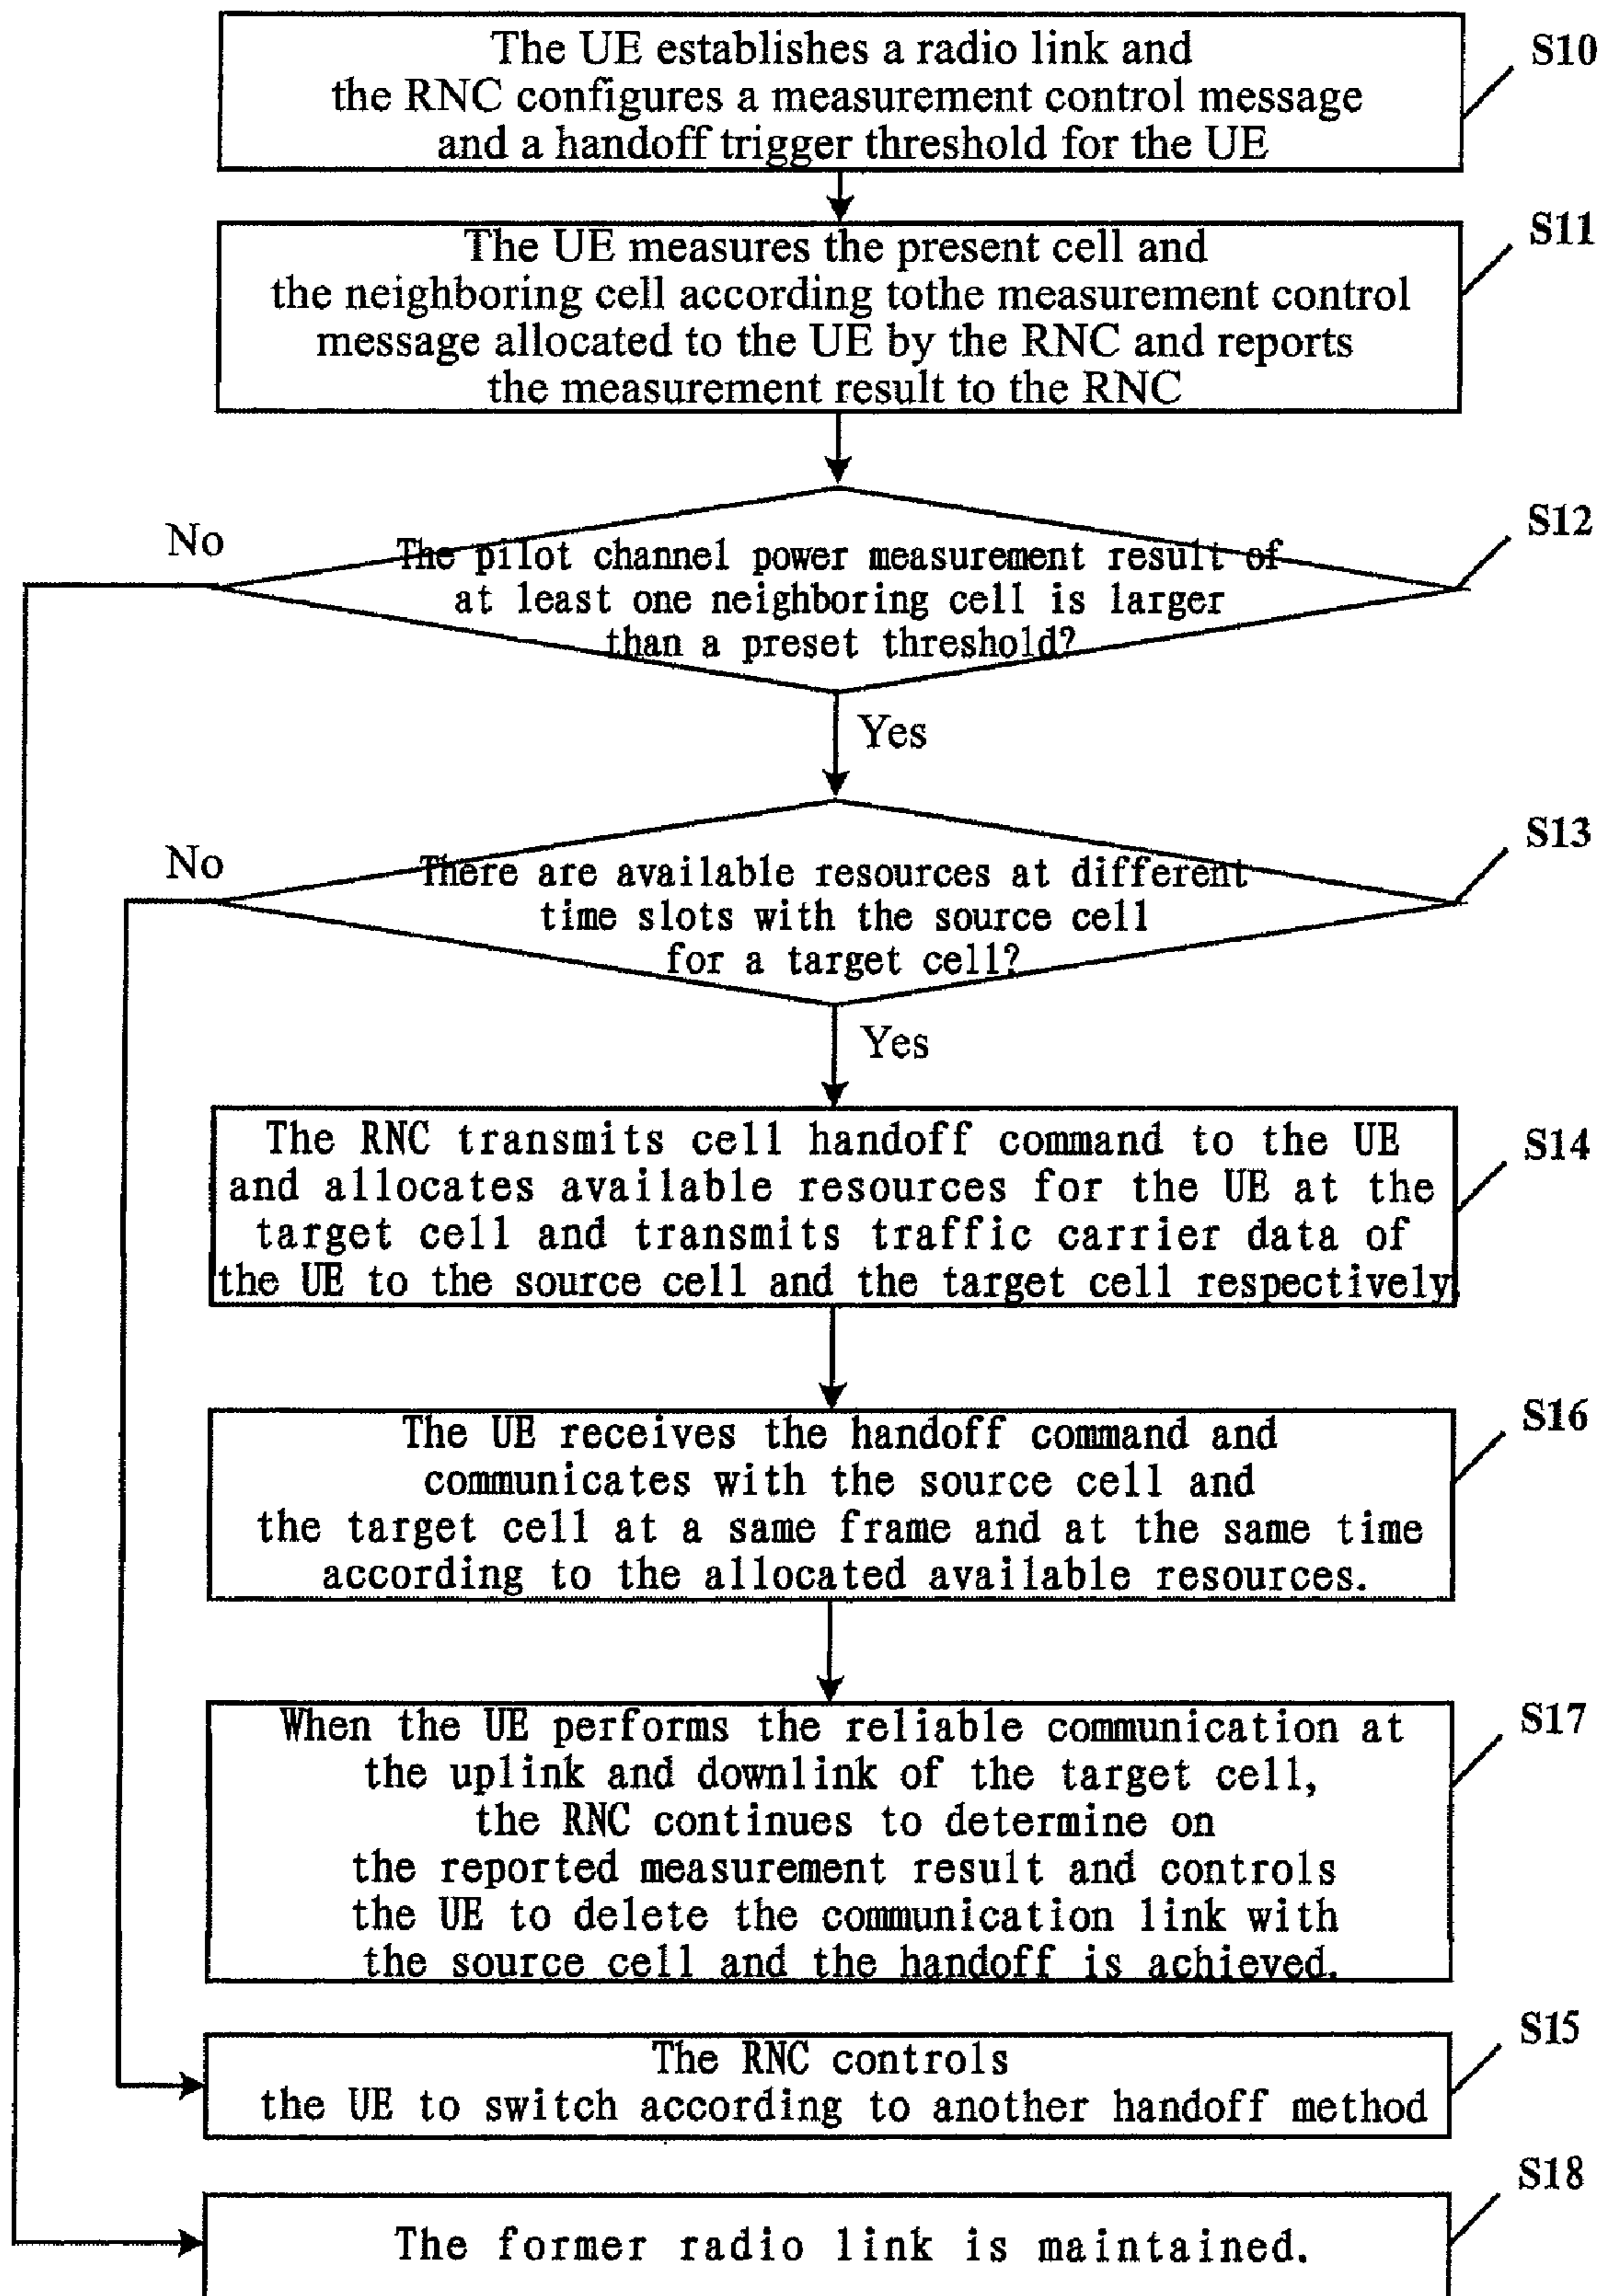 The UE establishes a radio link and
the RNC configures a measurement control message
and a handoff trigger threshold for the UE
S10
The UE measures the present cell and
the neighboring cell according tothe measurement control
message allocated to the UE by the RNC and reports
the measurement result to the RNC
S11
No
The pilot channel power measurement result of
at least one neighboring cell is larger
than a preset threshold?
S12
Yes
No
There are available resources at different
time slots with the source cell
for a target cell?
S13
Yes
The RNC transmits cell handoff command to the UE
and allocates available resources for the UE at the
target cell and transmits traffic carrier data of
the UE to the source cell and the target cell respectively.
S14
The UE receives the handoff command and
communicates with the source cell and
the target cell at a same frame and at the same time
according to the allocated available resources.
S16
When the UE performs the reliable communication at
the uplink and downlink of the target cell,
the RNC continues to determine on
the reported measurement result and controls
the UE to delete the communication link with
the source cell and the handoff is achieved.
S17
The RNC controls
the UE to switch according to another handoff method
S15
The former radio link is maintained.
S18